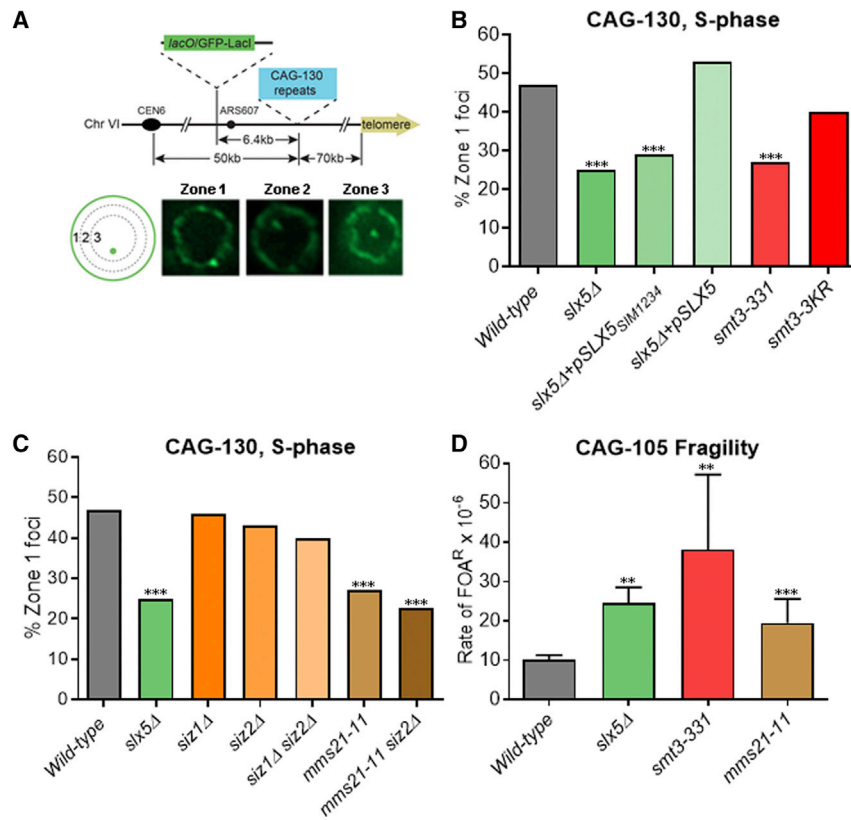 A
lacO/GFP-LacI
CAG-130
repeats
CEN6
ARS607
Chr VI
telomere
6.4kb
50kb
70kb
Zone 1
Zone 2
Zone 3
1 2 3
B
CAG-130, S-phase
% Zone 1 foci
60
50
40
30
20
10
0
***
***
***
Wild-type
slx5Δ
slx5Δ+pSLX5SIM1234
slx5Δ+pSLX5
smt3-331
smt3-3KR
C
CAG-130, S-phase
% Zone 1 foci
60
50
40
30
20
10
0
***
***
***
Wild-type
slx5Δ
siz1Δ
siz2Δ
siz1Δ siz2Δ
mms21-11
mms21-11 siz2Δ
D
CAG-105 Fragility
Rate of FOAᴿ x 10⁻⁶
60
50
40
30
20
10
0
**
**
***
Wild-type
slx5Δ
smt3-331
mms21-11